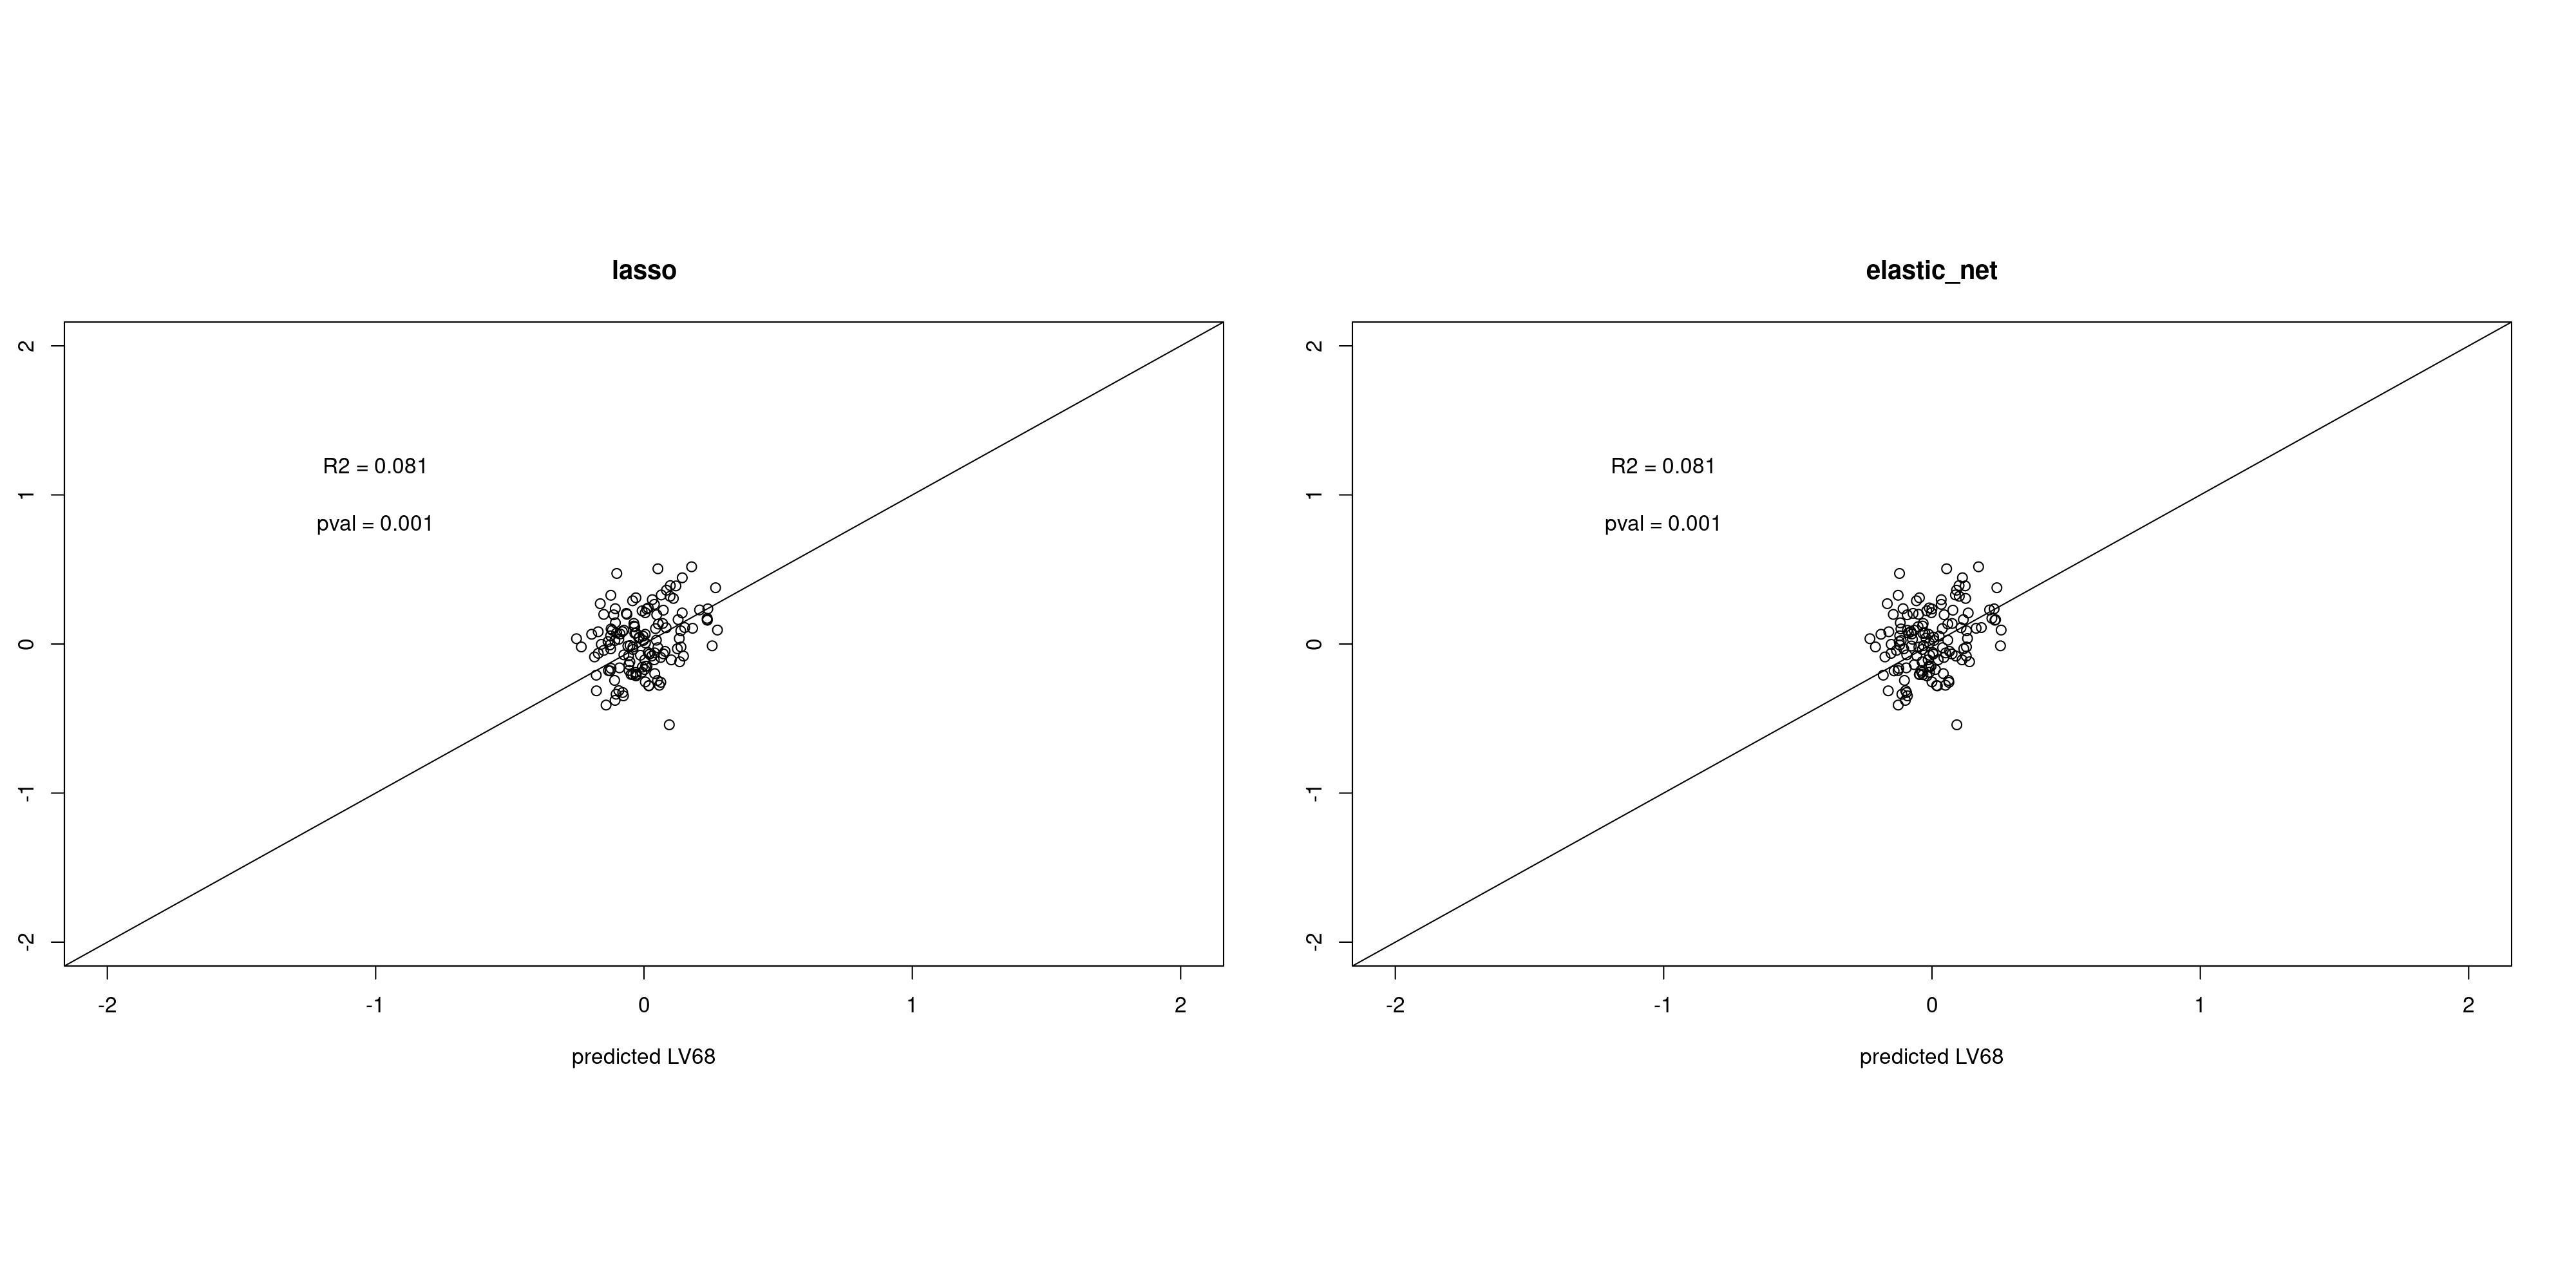 lasso
2
1
0
-1
-2
R2 = 0.081
pval = 0.001
-2 -1 0 1 2
predicted LV68
elastic_net
2
1
0
-1
-2
R2 = 0.081
pval = 0.001
-2 -1 0 1 2
predicted LV68